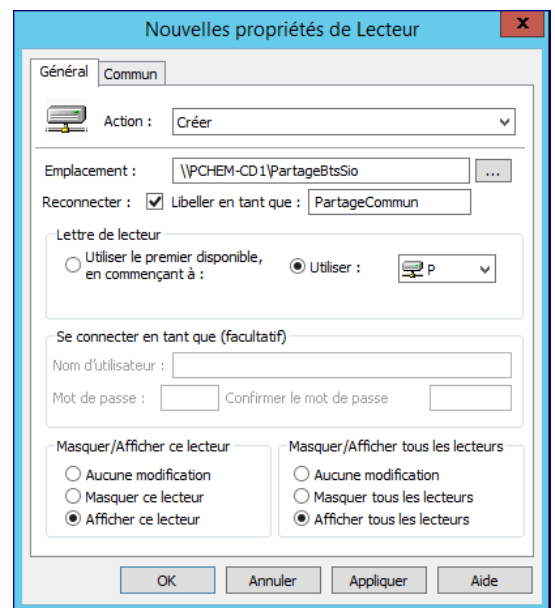 Nouvelles propriétés de Lecteur
x
Général Commun
Action : Créer
Emplacement : \\PCHEM-CD1\PartageBtsSio ...
Reconnecter : Libeller en tant que : PartageCommun
Lettre de lecteur
Utiliser le premier disponible,
en commençant à :
Utiliser : P
Se connecter en tant que (facultatif)
Nom d'utilisateur :
Mot de passe : Confirmer le mot de passe
Masquer/Afficher ce lecteur
Aucune modification
Masquer ce lecteur
Afficher ce lecteur
Masquer/Afficher tous les lecteurs
Aucune modification
Masquer tous les lecteurs
Afficher tous les lecteurs
OK Annuler Appliquer Aide